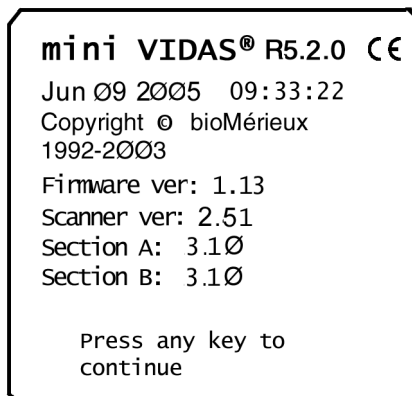 mini VIDAS® R5.2.0 CE
Jun Ø9 2ØØ5 09:33:22
Copyright © bioMérieux
1992-2ØØ3
Firmware ver: 1.13
Scanner ver: 2.51
Section A: 3.1Ø
Section B: 3.1Ø
Press any key to
continue